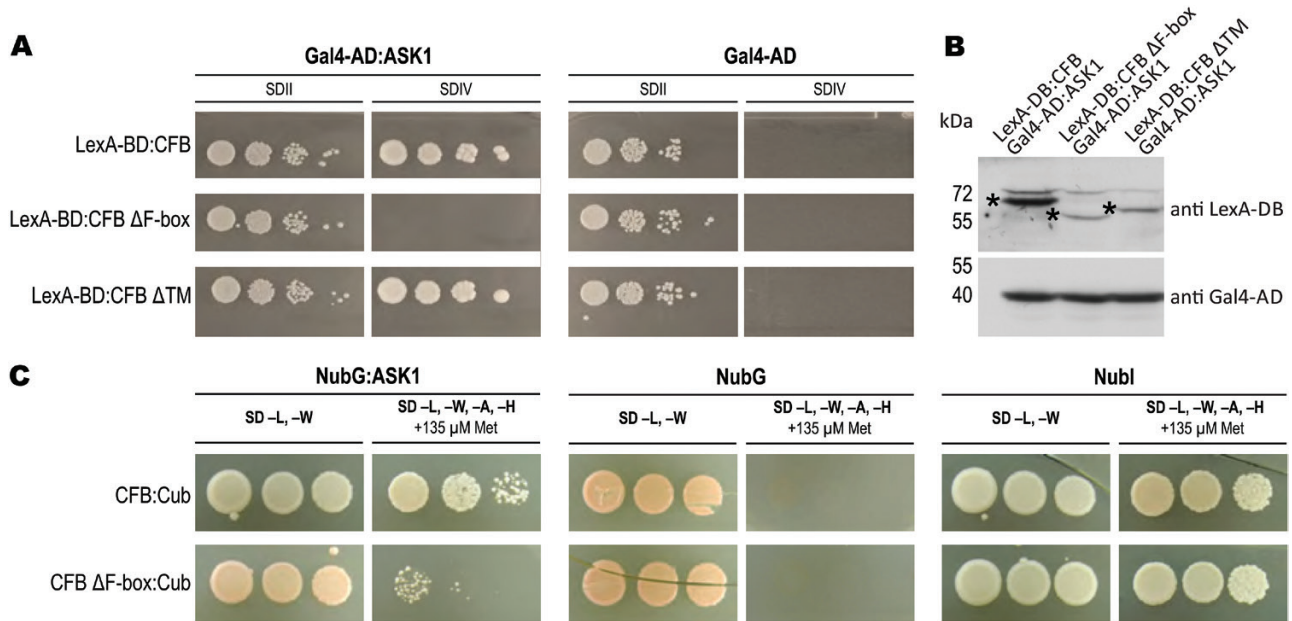 A
Gal4-AD:ASK1
Gal4-AD
SDII
SDIV
SDII
SDIV
LexA-BD:CFB
LexA-BD:CFB ΔF-box
LexA-BD:CFB ΔTM
B
LexA-DB:CFB
Gal4-AD:ASK1
LexA-DB:CFB ΔF-box
Gal4-AD:ASK1
LexA-DB:CFB ΔTM
Gal4-AD:ASK1
kDa
72
55
* * *
anti LexA-DB
55
40
anti Gal4-AD
C
NubG:ASK1
NubG
NubI
SD –L, –W
SD –L, –W, –A, –H
+135 µM Met
SD –L, –W
SD –L, –W, –A, –H
+135 µM Met
SD –L, –W
SD –L, –W, –A, –H
+135 µM Met
CFB:Cub
CFB ΔF-box:Cub